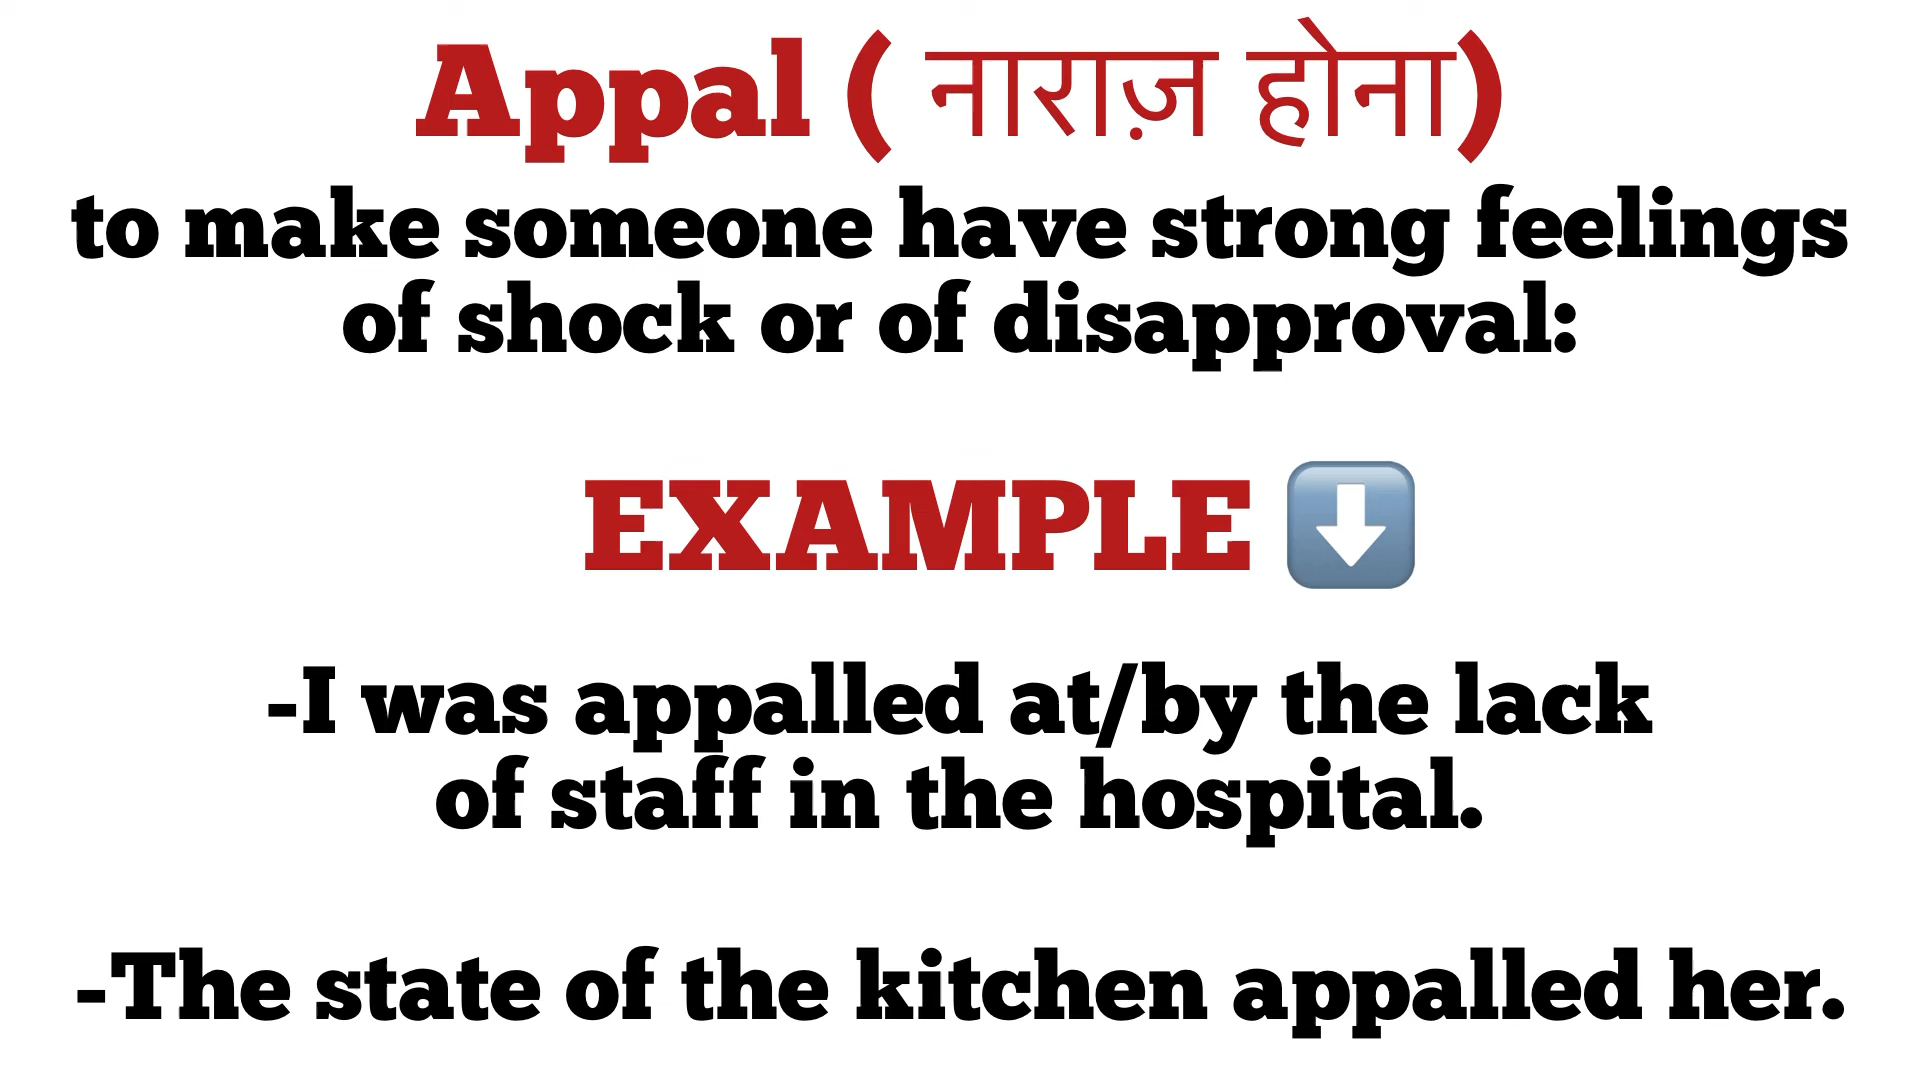 Appal ( नाराज़ होना)
to make someone have strong feelings
of shock or of disapproval:
EXAMPLE ⬇️
-I was appalled at/by the lack
of staff in the hospital.
-The state of the kitchen appalled her.